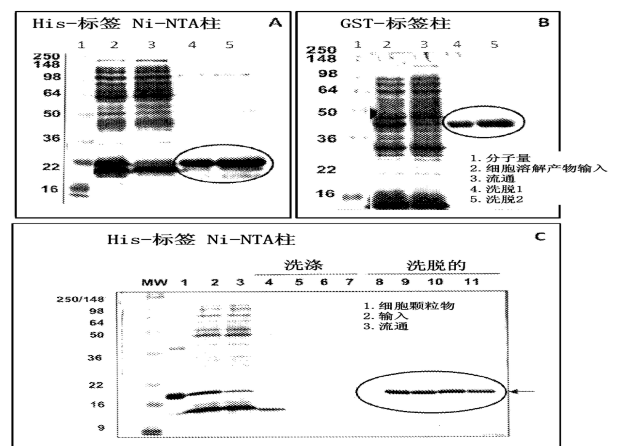 His-标签 Ni-NTA柱 A
1 2 3 4 5
250
148
98
64
50
36
22
16
GST-标签柱 B
1 2 3 4 5
250
148
98
64
50
36
22
16
1. 分子量
2. 细胞溶解产物输入
3. 流通
4. 洗脱1
5. 洗脱2
His-标签 Ni-NTA柱 C
洗涤 洗脱的
MW 1 2 3 4 5 6 7 8 9 10 11
250/148
98
64
50
36
22
16
9
1. 细胞颗粒物
2. 输入
3. 流通